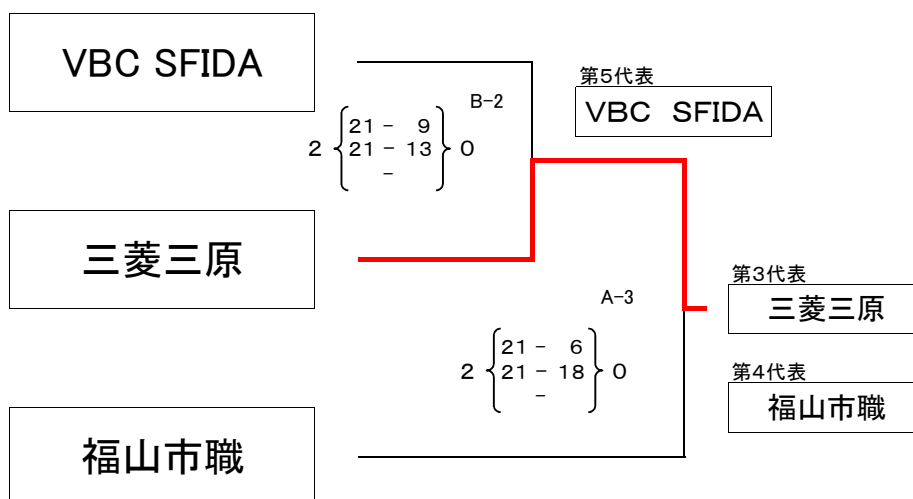 VBC SFIDA
第5代表
VBC　SFIDA
B-2
2 21 - 9 0
21 - 13
-
三菱三原
第3代表
三菱三原
A-3
2 21 - 6 0
21 - 18
-
第4代表
福山市職
福山市職